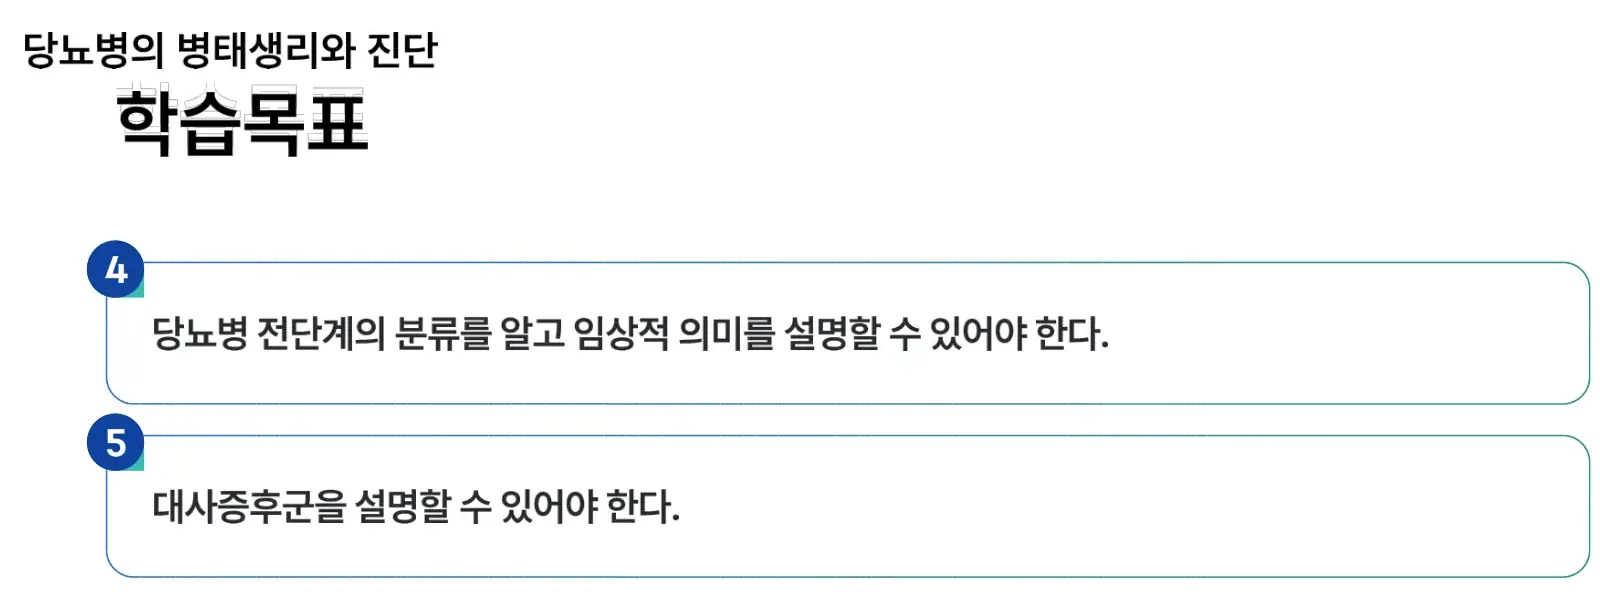 당뇨병의 병태생리와 진단
학습목표
4
당뇨병 전단계의 분류를 알고 임상적 의미를 설명할 수 있어야 한다.
5
대사증후군을 설명할 수 있어야 한다.